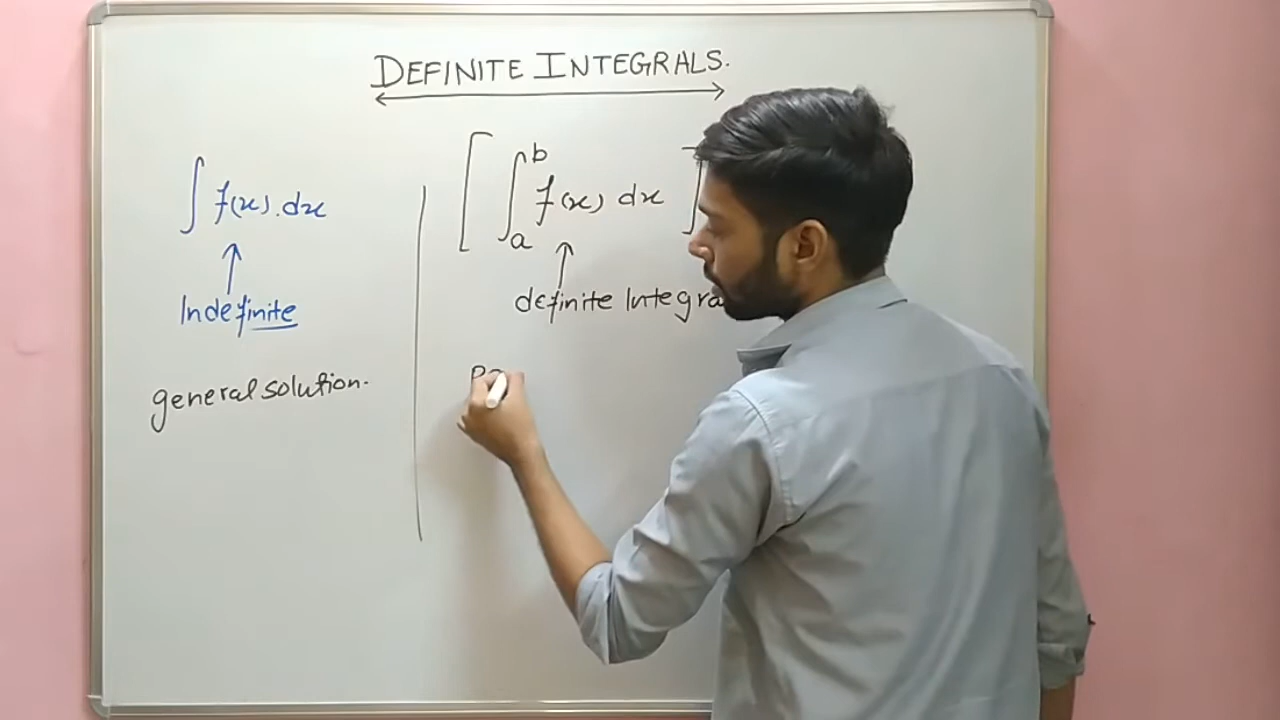 DEFINITE INTEGRALS.
∫ f(x).dx
Indefinite
general solution.
∫ₐᵇ f(x) dx
definite Integra